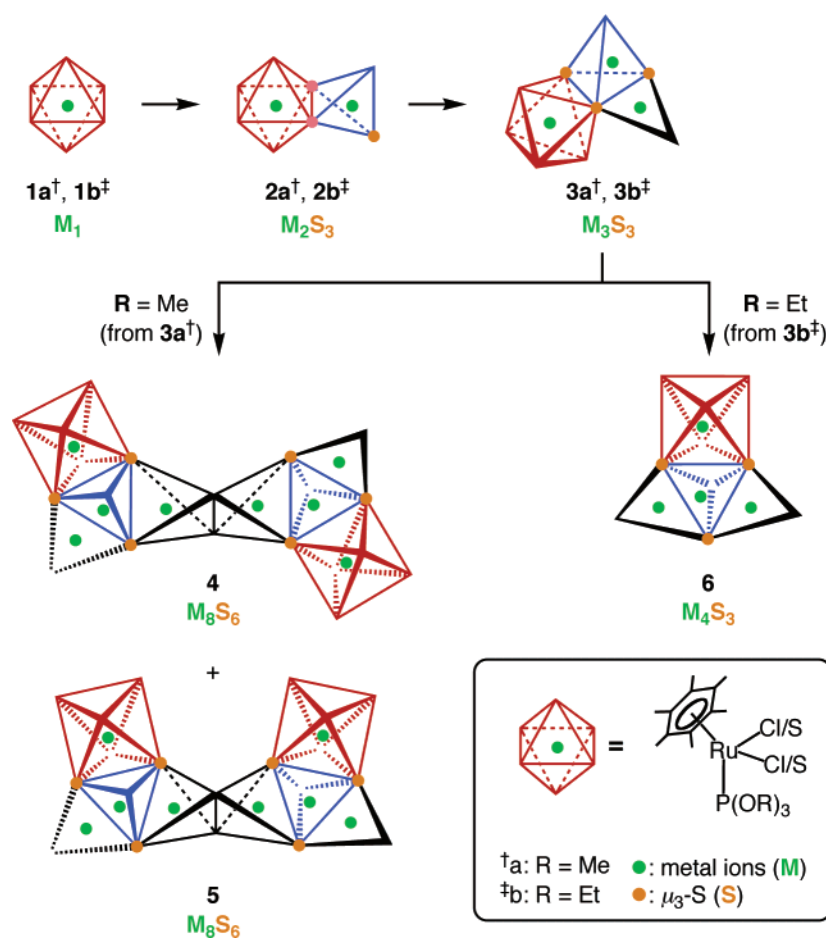 1a†, 1b‡
M₁
2a†, 2b‡
M₂S₃
3a†, 3b‡
M₃S₃
R = Me
(from 3a†)
R = Et
(from 3b‡)
4
M₈S₆
+
5
M₈S₆
6
M₄S₃
=
Ru
Cl/S
Cl/S
P(OR)₃
†a: R = Me
‡b: R = Et
: metal ions (M)
: μ₃-S (S)